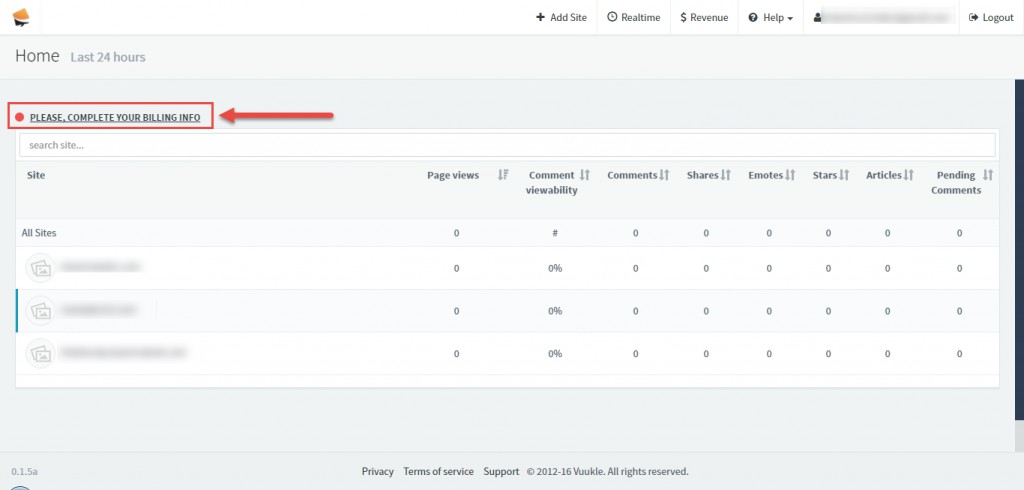 Add Site Realtime $ Revenue Help Logout
Home Last 24 hours
PLEASE, COMPLETE YOUR BILLING INFO
search site...
Site Page views Comment viewability Comments Shares Emotes Stars Articles Pending Comments
All Sites 0 # 0 0 0 0 0 0
0 0% 0 0 0 0 0 0
0 0% 0 0 0 0 0 0
0 0% 0 0 0 0 0 0
0.1.5a Privacy Terms of service Support © 2012-16 Vuukle. All rights reserved.